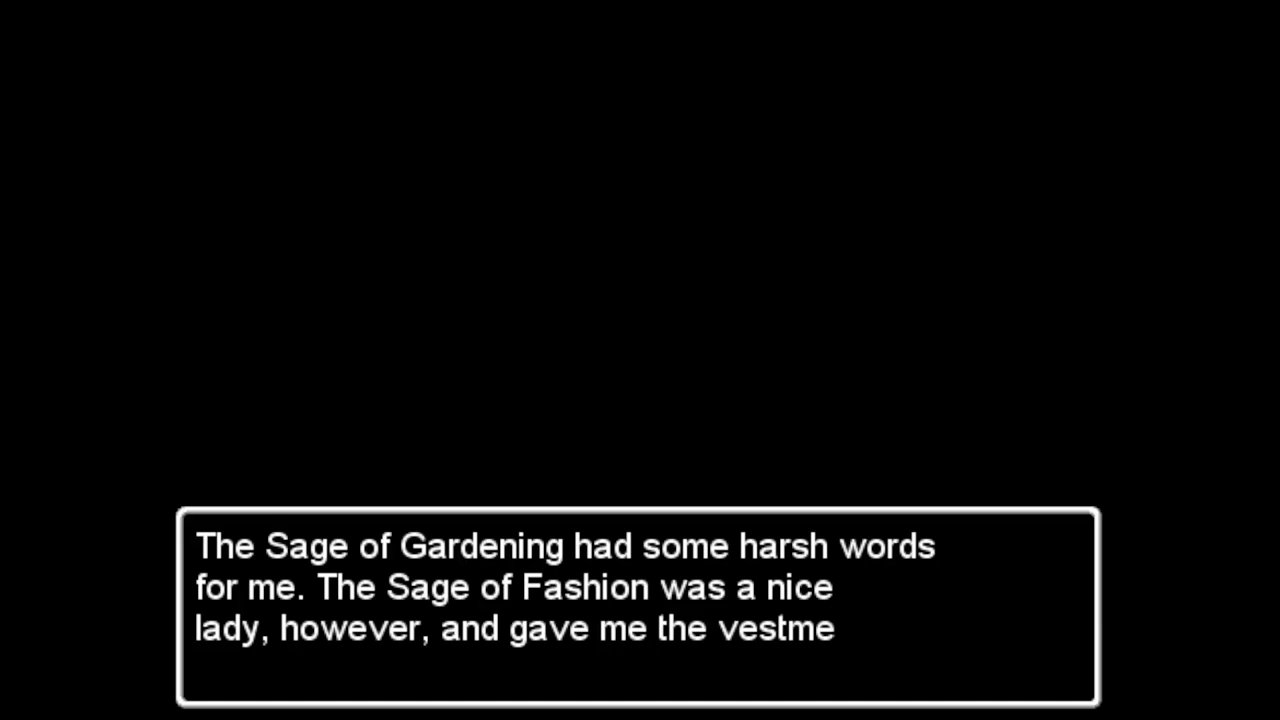 The Sage of Gardening had some harsh words
for me. The Sage of Fashion was a nice
lady, however, and gave me the vestme